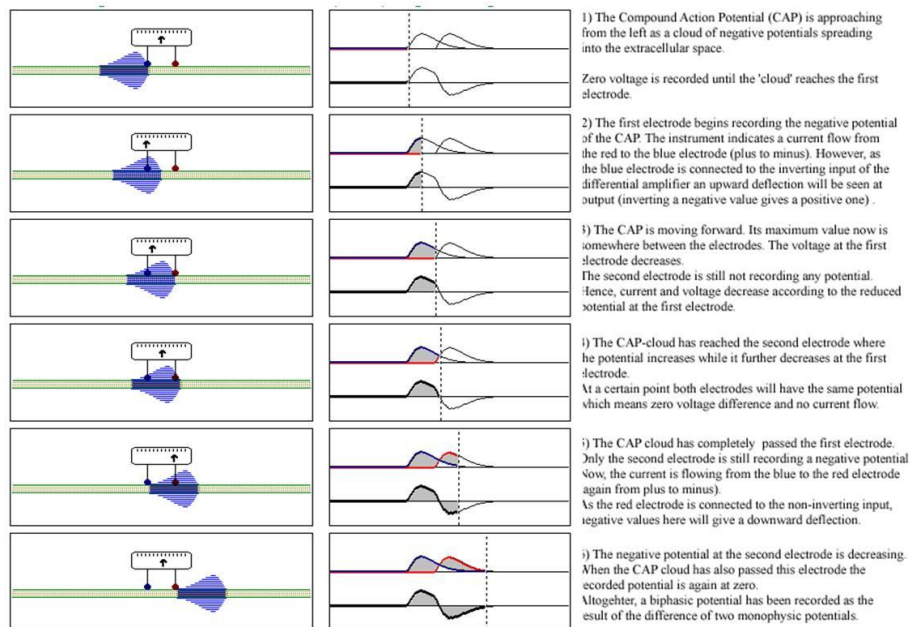 1) The Compound Action Potential (CAP) is approaching
from the left as a cloud of negative potentials spreading
into the extracellular space.
Zero voltage is recorded until the 'cloud' reaches the first
electrode.
2) The first electrode begins recording the negative potential
of the CAP. The instrument indicates a current flow from
the red to the blue electrode (plus to minus). However, as
the blue electrode is connected to the inverting input of the
differential amplifier an upward deflection will be seen at
output (inverting a negative value gives a positive one) .
3) The CAP is moving forward. Its maximum value now is
somewhere between the electrodes. The voltage at the first
electrode decreases.
The second electrode is still not recording any potential.
Hence, current and voltage decrease according to the reduced
potential at the first electrode.
4) The CAP-cloud has reached the second electrode where
he potential increases while it further decreases at the first
electrode.
At a certain point both electrodes will have the same potential
which means zero voltage difference and no current flow.
5) The CAP cloud has completely passed the first electrode.
Only the second electrode is still recording a negative potential
Now, the current is flowing from the blue to the red electrode
(again from plus to minus).
As the red electrode is connected to the non-inverting input,
negative values here will give a downward deflection.
6) The negative potential at the second electrode is decreasing.
When the CAP cloud has also passed this electrode the
recorded potential is again at zero.
Altogehter, a biphasic potential has been recorded as the
result of the difference of two monophysic potentials.